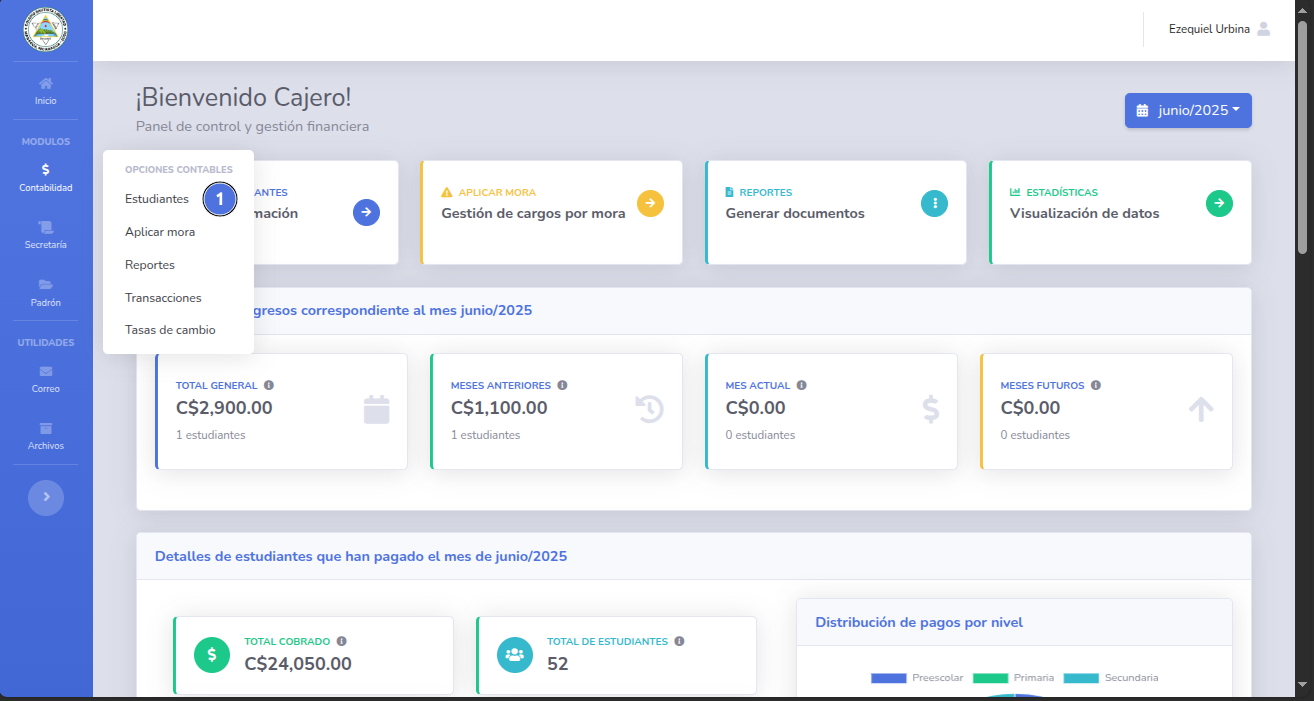 Ezequiel Urbina
Inicio
MODULOS
Contabilidad
Secretaría
Padrón
UTILIDADES
Correo
Archivos
¡Bienvenido Cajero!
Panel de control y gestión financiera
junio/2025
OPCIONES CONTABLES
Estudiantes 1
Aplicar mora
Reportes
Transacciones
Tasas de cambio
ANTES
mación
APLICAR MORA
Gestión de cargos por mora
REPORTES
Generar documentos
ESTADÍSTICAS
Visualización de datos
gresos correspondiente al mes junio/2025
TOTAL GENERAL
C$2,900.00
1 estudiantes
MESES ANTERIORES
C$1,100.00
1 estudiantes
MES ACTUAL
C$0.00
0 estudiantes
MESES FUTUROS
C$0.00
0 estudiantes
Detalles de estudiantes que han pagado el mes de junio/2025
TOTAL COBRADO
C$24,050.00
TOTAL DE ESTUDIANTES
52
Distribución de pagos por nivel
Preescolar Primaria Secundaria